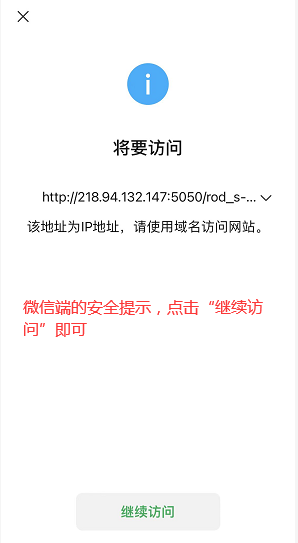 将要访问
http://218.94.132.147:5050/rod_s-...
该地址为IP地址，请使用域名访问网站。
微信端的安全提示，点击“继续访
问”即可
继续访问